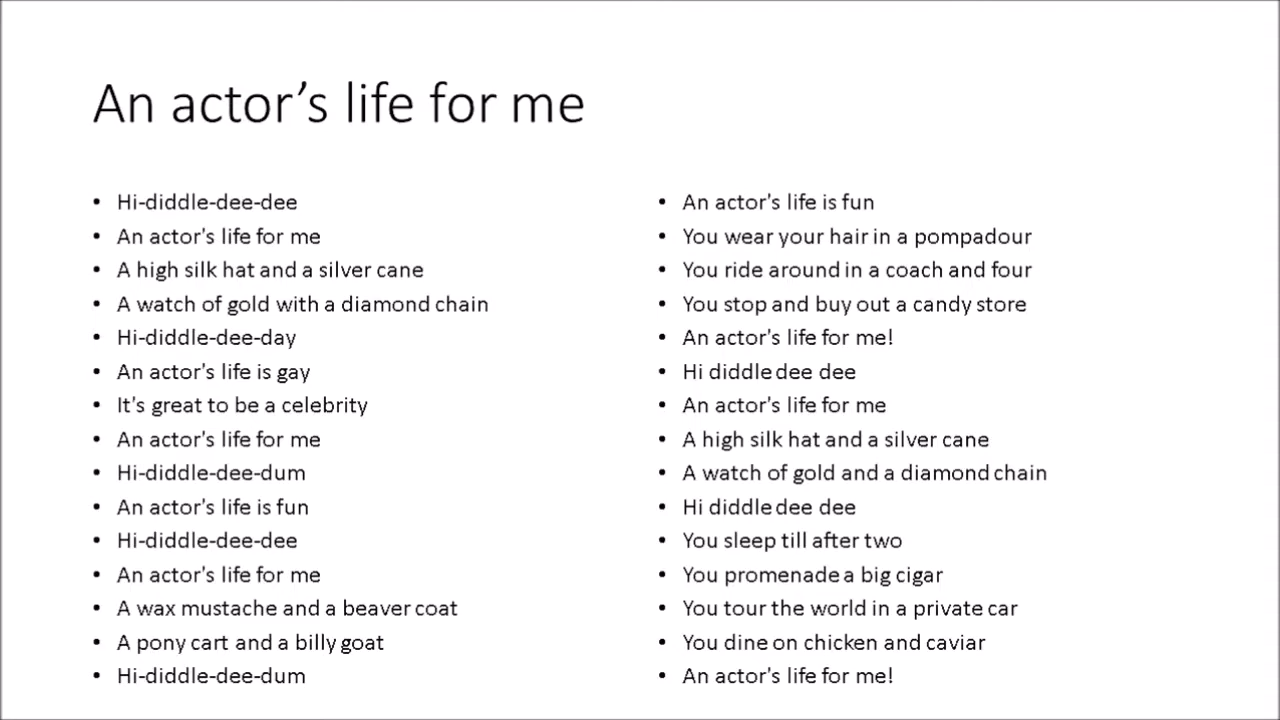 An actor’s life for me
• Hi-diddle-dee-dee
• An actor's life for me
• A high silk hat and a silver cane
• A watch of gold with a diamond chain
• Hi-diddle-dee-day
• An actor's life is gay
• It's great to be a celebrity
• An actor's life for me
• Hi-diddle-dee-dum
• An actor's life is fun
• Hi-diddle-dee-dee
• An actor's life for me
• A wax mustache and a beaver coat
• A pony cart and a billy goat
• Hi-diddle-dee-dum
• An actor's life is fun
• You wear your hair in a pompadour
• You ride around in a coach and four
• You stop and buy out a candy store
• An actor's life for me!
• Hi diddle dee dee
• An actor's life for me
• A high silk hat and a silver cane
• A watch of gold and a diamond chain
• Hi diddle dee dee
• You sleep till after two
• You promenade a big cigar
• You tour the world in a private car
• You dine on chicken and caviar
• An actor's life for me!